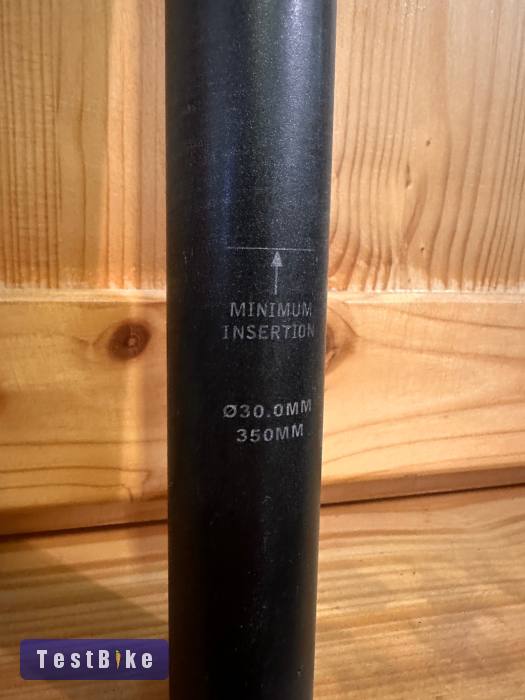 MINIMUM
INSERTION
Ø30.0MM
350MM
TestBike